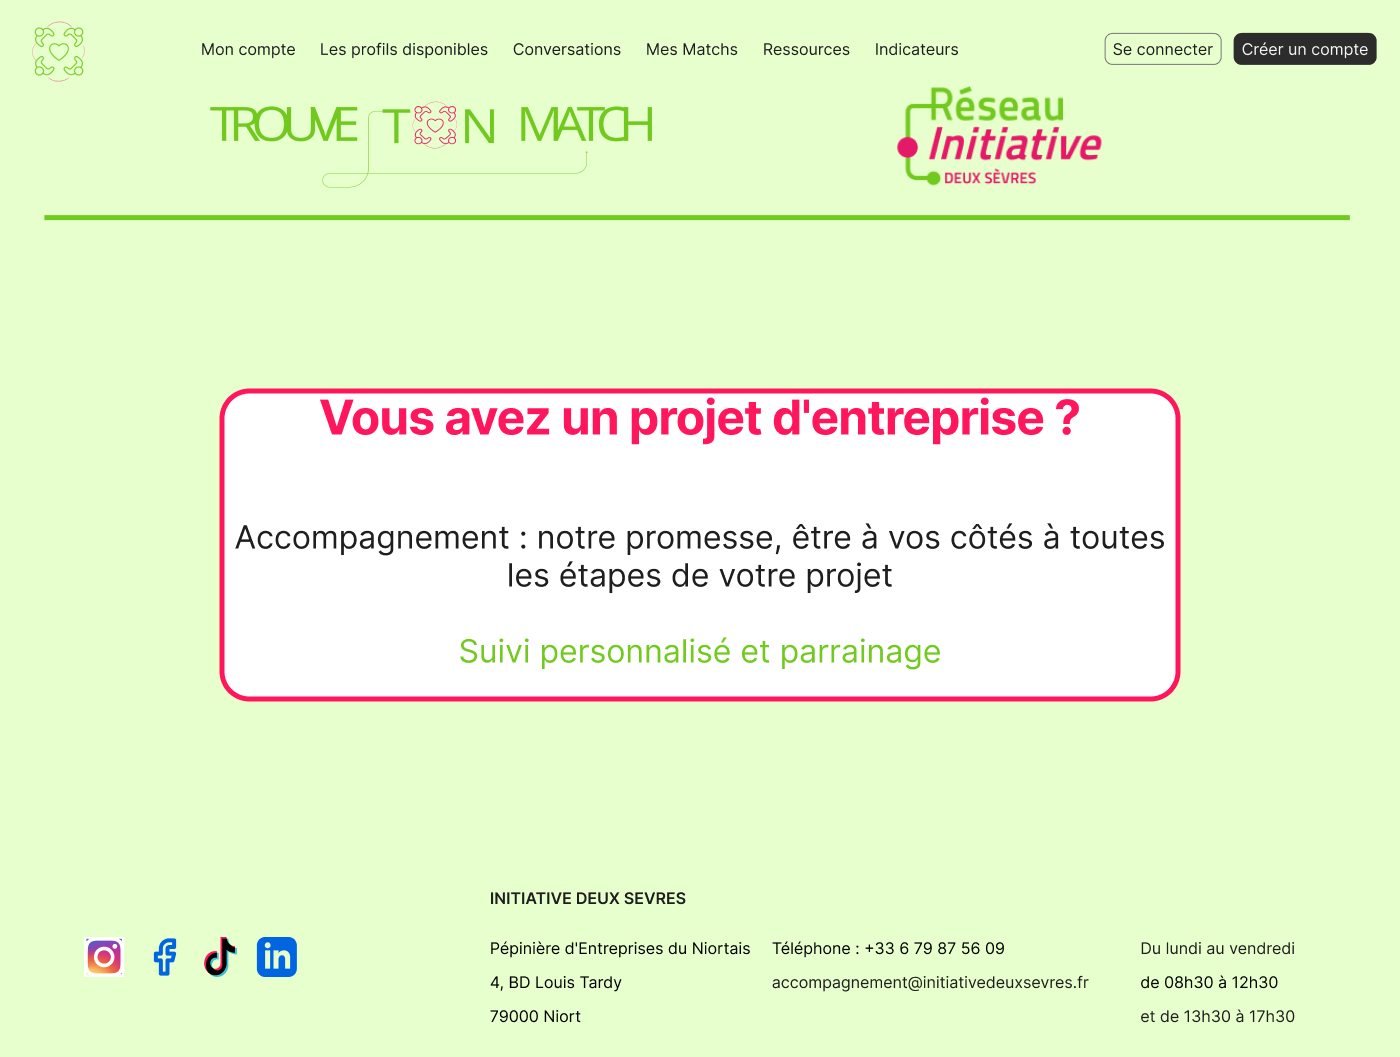 Mon compte Les profils disponibles Conversations Mes Matchs Ressources Indicateurs Se connecter Créer un compte
TROUVE TON MATCH
Réseau
Initiative
DEUX SÈVRES
Vous avez un projet d'entreprise ?
Accompagnement : notre promesse, être à vos côtés à toutes
les étapes de votre projet
Suivi personnalisé et parrainage
INITIATIVE DEUX SEVRES
Pépinière d'Entreprises du Niortais
4, BD Louis Tardy
79000 Niort
Téléphone : +33 6 79 87 56 09
accompagnement@initiativedeuxsevres.fr
Du lundi au vendredi
de 08h30 à 12h30
et de 13h30 à 17h30